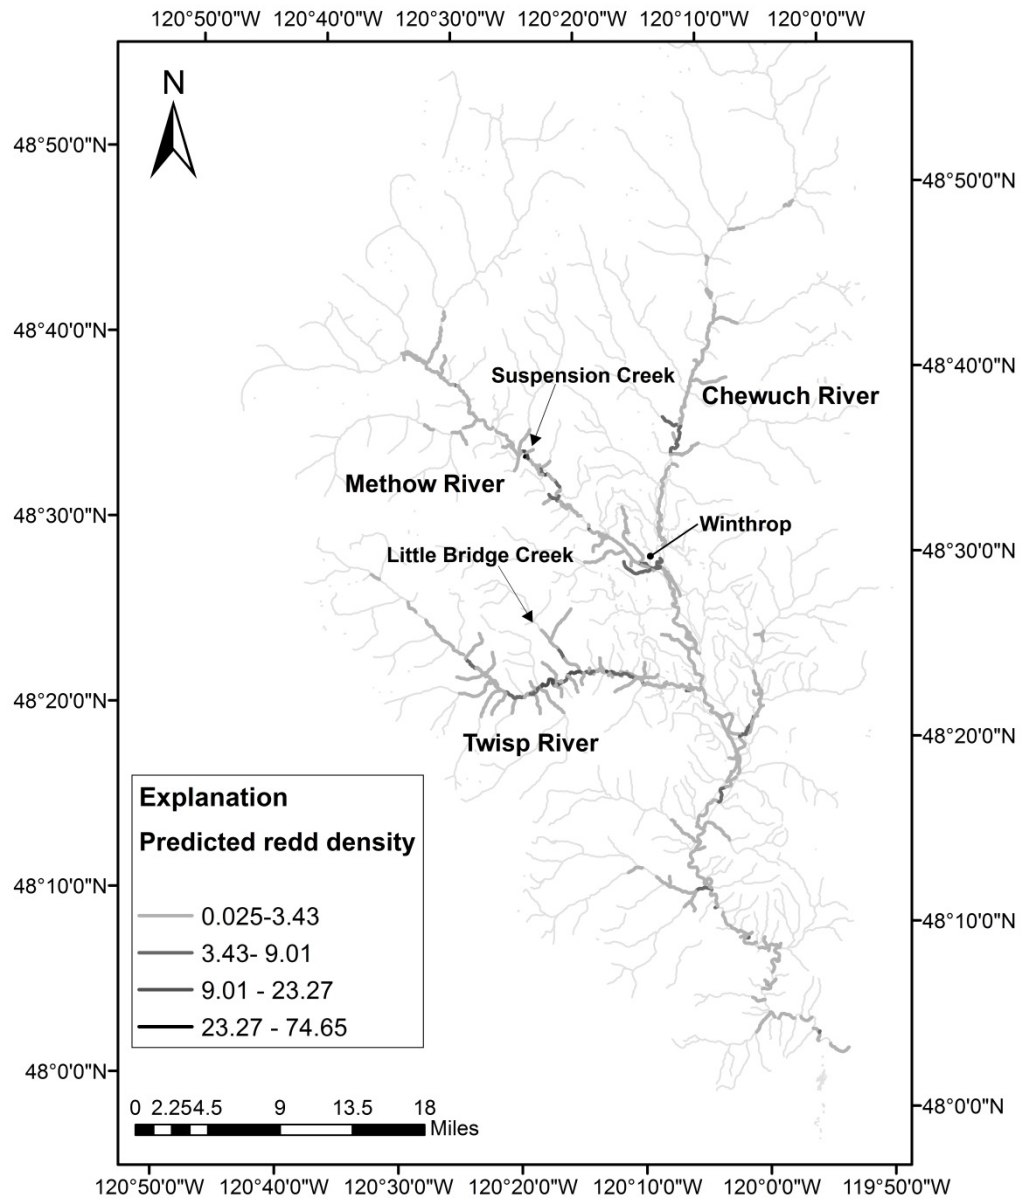 120°50'0"W 120°40'0"W 120°30'0"W 120°20'0"W 120°10'0"W 120°0'0"W
N
48°50'0"N
48°50'0"N
48°40'0"N
48°40'0"N
Suspension Creek
Chewuch River
Methow River
48°30'0"N
Winthrop
48°30'0"N
Little Bridge Creek
48°20'0"N
48°20'0"N
Twisp River
Explanation
Predicted redd density
0.025-3.43
3.43- 9.01
9.01 - 23.27
23.27 - 74.65
48°10'0"N
48°10'0"N
48°0'0"N
48°0'0"N
0 2.25 4.5 9 13.5 18
Miles
120°50'0"W 120°40'0"W 120°30'0"W 120°20'0"W 120°10'0"W 120°0'0"W 119°50'0"W